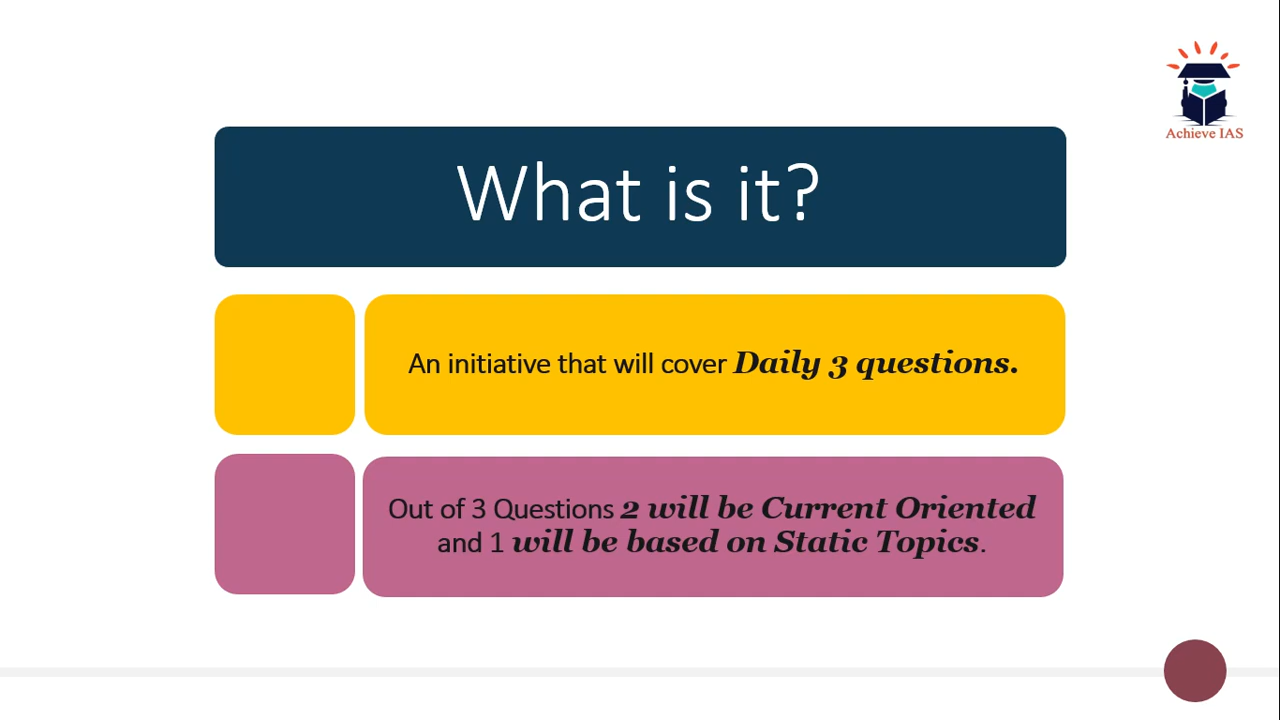 Achieve IAS
What is it?
An initiative that will cover Daily 3 questions.
Out of 3 Questions 2 will be Current Oriented
and 1 will be based on Static Topics.